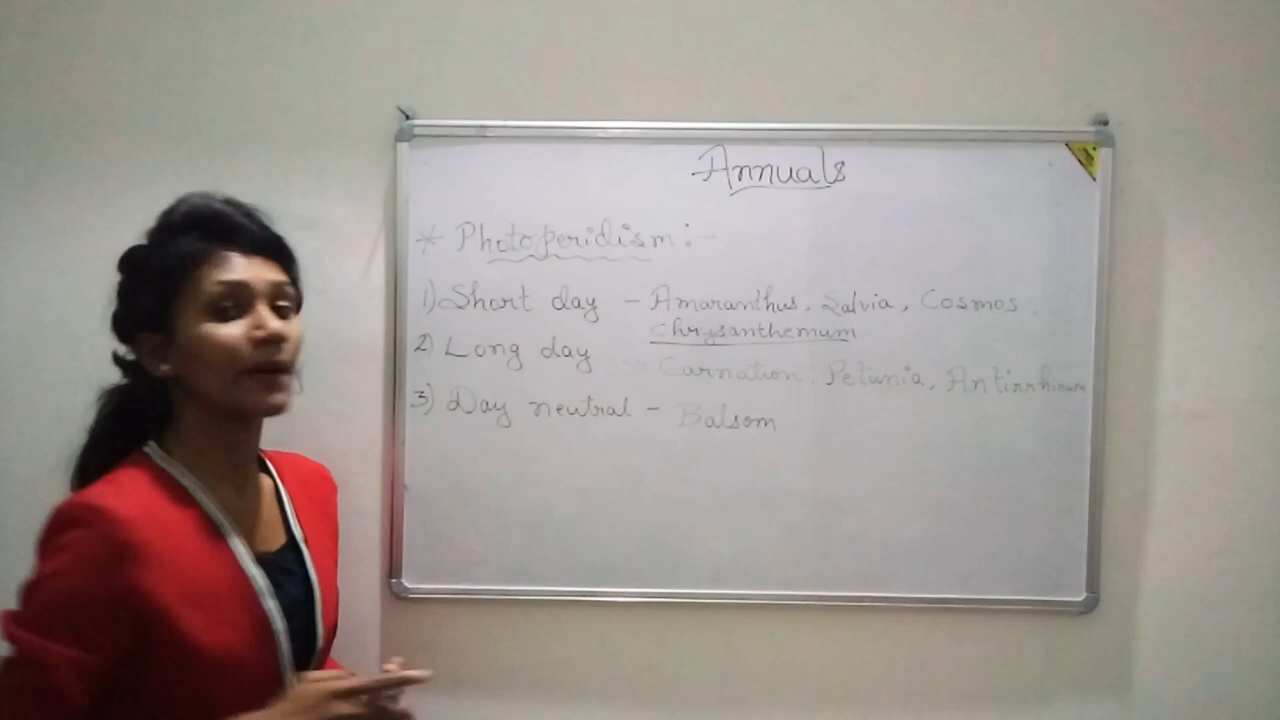 Annuals
* Photoperidism:-
1) Short day - Amaranthus, Salvia, Cosmos,
Chrysanthemum
2) Long day - Carnation, Petunia, Antirrhinum
3) Day neutral - Balsom